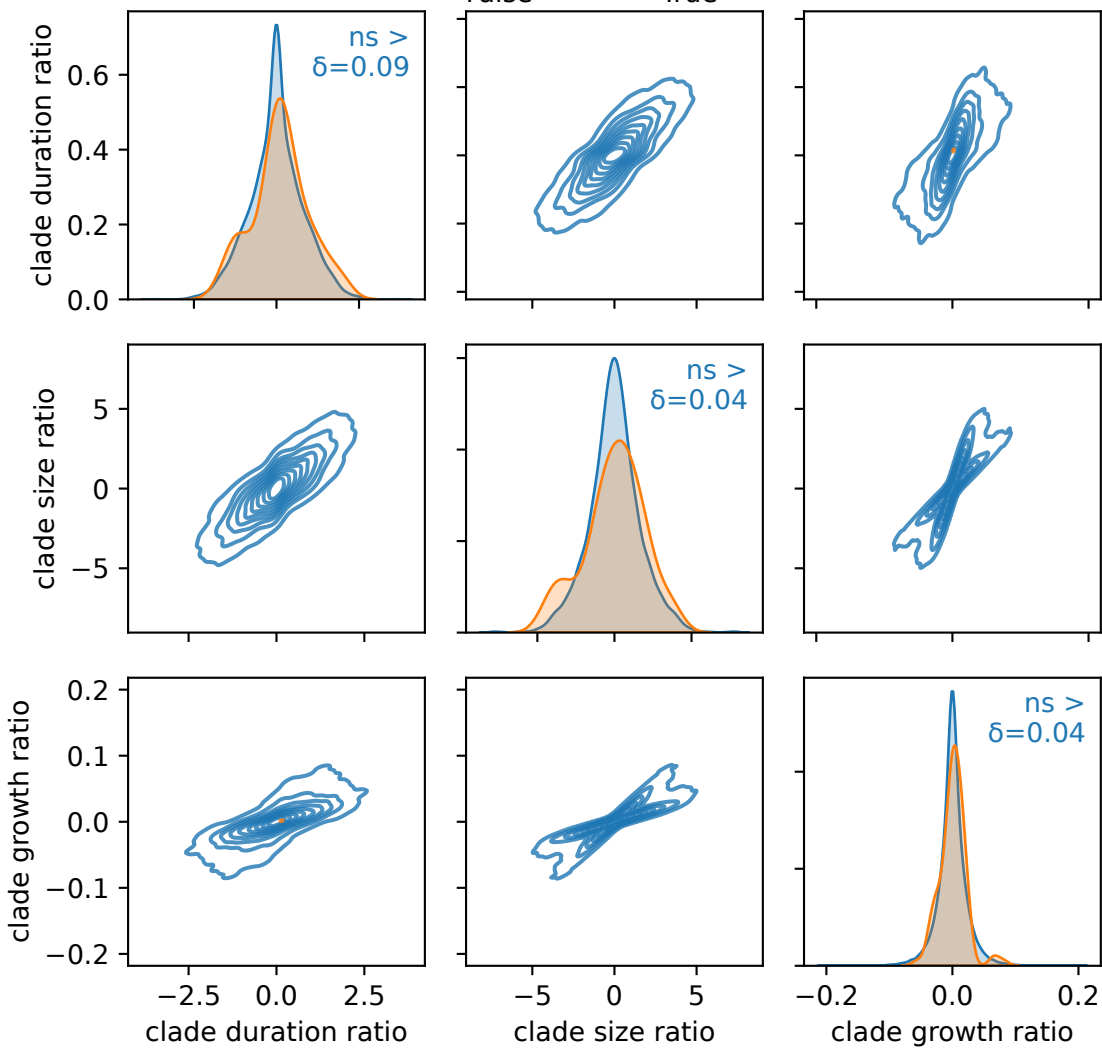 clade duration ratio
0.6
0.4
0.2
0.0
ns >
δ=0.09
clade size ratio
5
0
−5
ns >
δ=0.04
clade growth ratio
0.2
0.1
0.0
−0.1
−0.2
ns >
δ=0.04
−2.5 0.0 2.5
−5 0 5
−0.2 0.0 0.2
clade duration ratio
clade size ratio
clade growth ratio